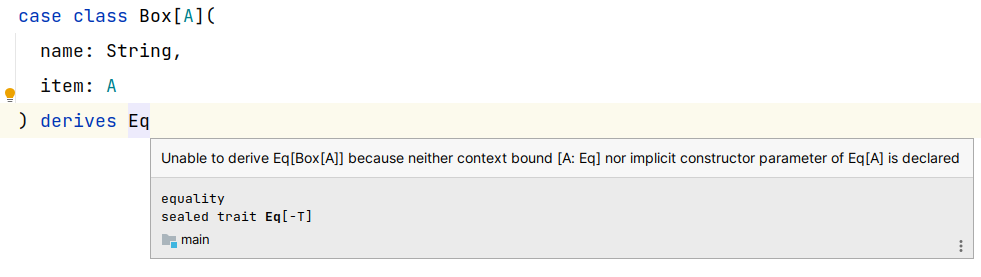 case class Box[A](
name: String,
item: A
) derives Eq
Unable to derive Eq[Box[A]] because neither context bound [A: Eq] nor implicit constructor parameter of Eq[A] is declared
equality
sealed trait Eq[-T]
main